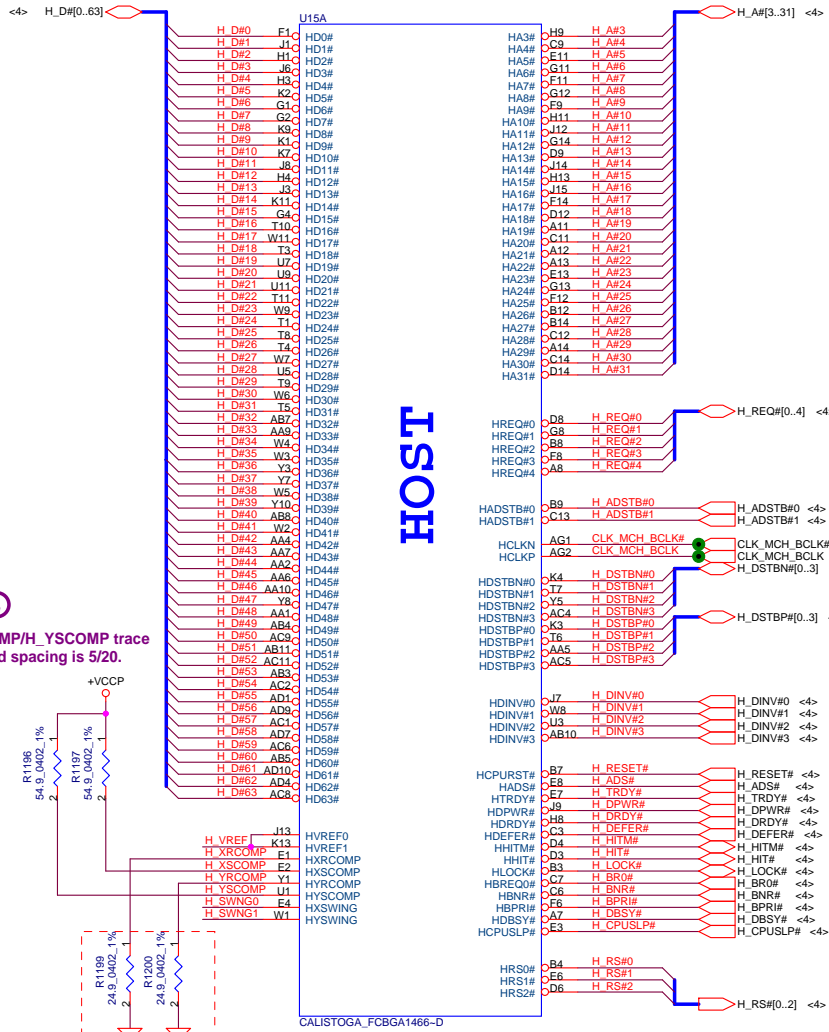 <4> H_D#[0..63]
U15A
H_A#[3..31] <4>
H_D#0 F1 HD0#
H_D#1 J1 HD1#
H_D#2 H1 HD2#
H_D#3 J6 HD3#
H_D#4 H3 HD4#
H_D#5 K2 HD5#
H_D#6 G1 HD6#
H_D#7 G2 HD7#
H_D#8 K9 HD8#
H_D#9 K1 HD9#
H_D#10 K7 HD10#
H_D#11 J8 HD11#
H_D#12 H4 HD12#
H_D#13 J3 HD13#
H_D#14 K11 HD14#
H_D#15 G4 HD15#
H_D#16 T10 HD16#
H_D#17 W11 HD17#
H_D#18 T3 HD18#
H_D#19 U7 HD19#
H_D#20 U9 HD20#
H_D#21 U11 HD21#
H_D#22 T11 HD22#
H_D#23 W9 HD23#
H_D#24 T1 HD24#
H_D#25 T8 HD25#
H_D#26 T4 HD26#
H_D#27 W7 HD27#
H_D#28 U5 HD28#
H_D#29 T9 HD29#
H_D#30 W6 HD30#
H_D#31 T5 HD31#
H_D#32 AB7 HD32#
H_D#33 AA9 HD33#
H_D#34 W4 HD34#
H_D#35 W3 HD35#
H_D#36 Y3 HD36#
H_D#37 Y7 HD37#
H_D#38 W5 HD38#
H_D#39 Y10 HD39#
H_D#40 AB8 HD40#
H_D#41 W2 HD41#
H_D#42 AA4 HD42#
H_D#43 AA7 HD43#
H_D#44 AA2 HD44#
H_D#45 AA6 HD45#
H_D#46 AA10 HD46#
H_D#47 Y8 HD47#
H_D#48 AA1 HD48#
H_D#49 AB4 HD49#
H_D#50 AC9 HD50#
H_D#51 AB11 HD51#
H_D#52 AC11 HD52#
H_D#53 AB3 HD53#
H_D#54 AC2 HD54#
H_D#55 AD1 HD55#
H_D#56 AD9 HD56#
H_D#57 AC1 HD57#
H_D#58 AD7 HD58#
H_D#59 AC6 HD59#
H_D#60 AB5 HD60#
H_D#61 AD10 HD61#
H_D#62 AD4 HD62#
H_D#63 AC8 HD63#
H_VREF J13 HVREF0
K13 HVREF1
H_XRCOMP E1 HXRCOMP
H_XSCOMP E2 HXSCOMP
H_YRCOMP Y1 HYRCOMP
H_YSCOMP U1 HYSCOMP
H_SWNG0 E4 HXSWING
H_SWNG1 W1 HYSWING
HOST
HA3# H9 H_A#3
HA4# C9 H_A#4
HA5# E11 H_A#5
HA6# G11 H_A#6
HA7# F11 H_A#7
HA8# G12 H_A#8
HA9# F9 H_A#9
HA10# H11 H_A#10
HA11# J12 H_A#11
HA12# G14 H_A#12
HA13# D9 H_A#13
HA14# J14 H_A#14
HA15# H13 H_A#15
HA16# J15 H_A#16
HA17# F14 H_A#17
HA18# D12 H_A#18
HA19# A11 H_A#19
HA20# C11 H_A#20
HA21# A12 H_A#21
HA22# A13 H_A#22
HA23# E13 H_A#23
HA24# G13 H_A#24
HA25# F12 H_A#25
HA26# B12 H_A#26
HA27# B14 H_A#27
HA28# C12 H_A#28
HA29# A14 H_A#29
HA30# C14 H_A#30
HA31# D14 H_A#31
HREQ#0 D8 H_REQ#0 H_REQ#[0..4] <4
HREQ#1 G8 H_REQ#1
HREQ#2 B8 H_REQ#2
HREQ#3 F8 H_REQ#3
HREQ#4 A8 H_REQ#4
HADSTB#0 B9 H_ADSTB#0 H_ADSTB#0 <4>
HADSTB#1 C13 H_ADSTB#1 H_ADSTB#1 <4>
HCLKN AG1 CLK_MCH_BCLK# CLK_MCH_BCLK#
HCLKP AG2 CLK_MCH_BCLK CLK_MCH_BCLK
H_DSTBN#[0..3]
HDSTBN#0 K4 H_DSTBN#0
HDSTBN#1 T7 H_DSTBN#1
HDSTBN#2 Y5 H_DSTBN#2
HDSTBN#3 AC4 H_DSTBN#3
HDSTBP#0 K3 H_DSTBP#0 H_DSTBP#[0..3]
HDSTBP#1 T6 H_DSTBP#1
HDSTBP#2 AA5 H_DSTBP#2
HDSTBP#3 AC5 H_DSTBP#3
HDINV#0 J7 H_DINV#0 H_DINV#0 <4>
HDINV#1 W8 H_DINV#1 H_DINV#1 <4>
HDINV#2 U3 H_DINV#2 H_DINV#2 <4>
HDINV#3 AB10 H_DINV#3 H_DINV#3 <4>
HCPURST# B7 H_RESET# H_RESET# <4>
HADS# E8 H_ADS# H_ADS# <4>
HTRDY# E7 H_TRDY# H_TRDY# <4>
HDPWR# J9 H_DPWR# H_DPWR# <4>
HDRDY# H8 H_DRDY# H_DRDY# <4>
HDEFER# C3 H_DEFER# H_DEFER# <4>
HHITM# D4 H_HITM# H_HITM# <4>
HHIT# D3 H_HIT# H_HIT# <4>
HLOCK# B3 H_LOCK# H_LOCK# <4>
HBREQ0# C7 H_BR0# H_BR0# <4>
HBNR# C6 H_BNR# H_BNR# <4>
HBPRI# F6 H_BPRI# H_BPRI# <4>
HDBSY# A7 H_DBSY# H_DBSY# <4>
HCPUSLP# E3 H_CPUSLP# H_CPUSLP# <4>
HRS0# B4 H_RS#0
HRS1# E6 H_RS#1
HRS2# D6 H_RS#2
H_RS#[0..2] <4>
MP/H_YSCOMP trace
d spacing is 5/20.
+VCCP
R1196
54.9_0402_1%
1
2
R1197
54.9_0402_1%
1
2
R1199
24.9_0402_1%
1
2
R1200
24.9_0402_1%
1
2
CALISTOGA_FCBGA1466~D